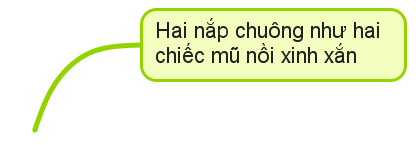 Hai nắp chuông như hai
chiếc mũ nồi xinh xắn